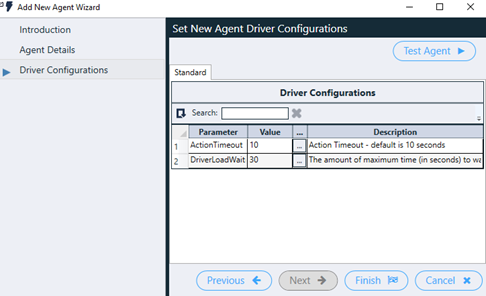 Add New Agent Wizard
Introduction
Agent Details
Driver Configurations
Set New Agent Driver Configurations
Test Agent
Standard
Driver Configurations
Search:
Parameter Value ... Description
1 ActionTimeout 10 ... Action Timeout - default is 10 seconds
2 DriverLoadWait 30 ... The amount of maximum time (in seconds) to wa
Previous Next Finish Cancel